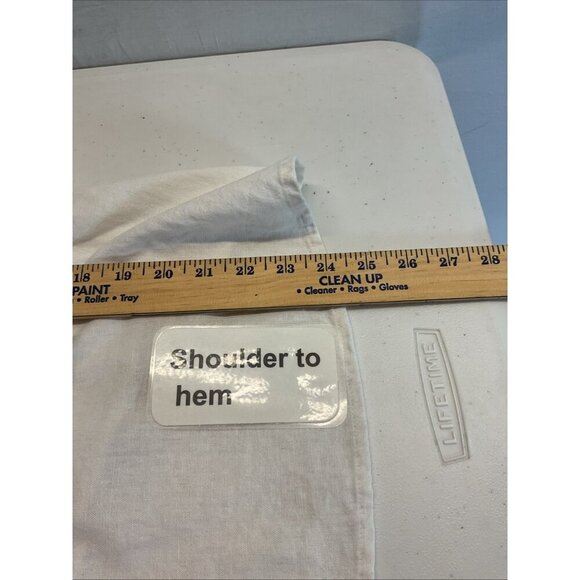 18 19 20 21 22 23 24 25 26 27 28
PAINT CLEAN UP
• Roller • Tray • Cleaner • Rags • Gloves
Shoulder to
hem
LIFETIME